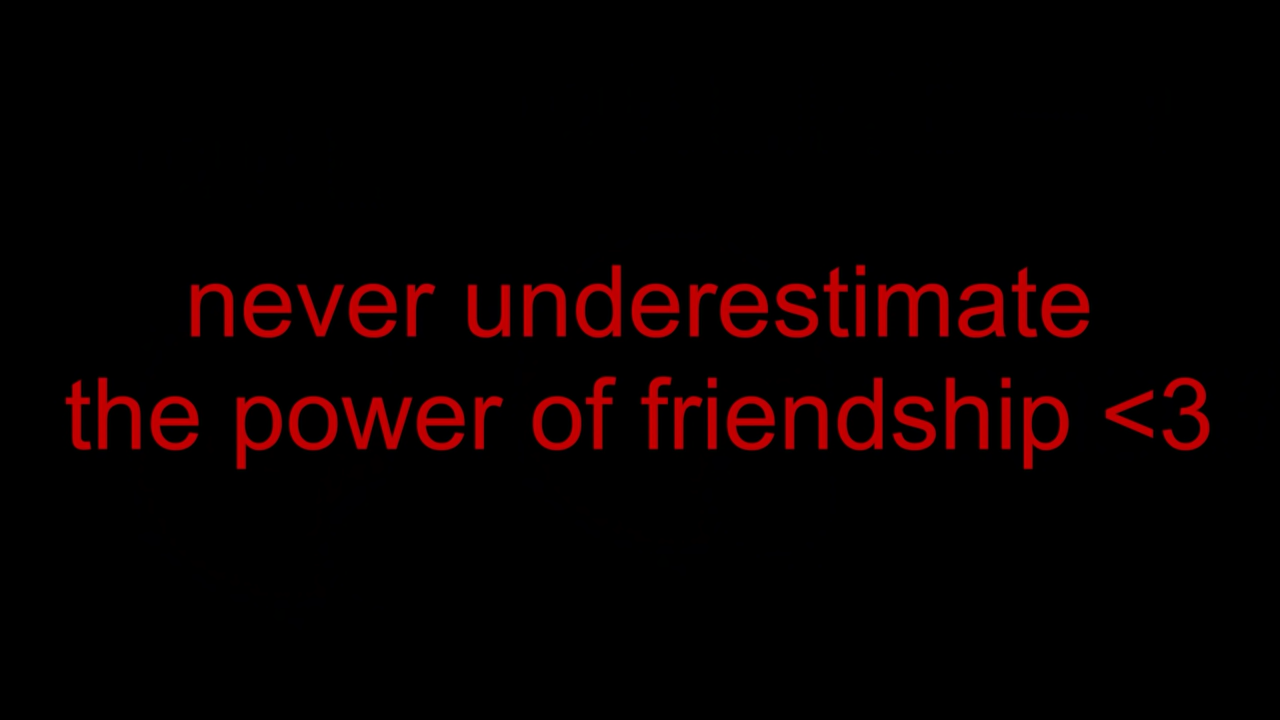 never underestimate
the power of friendship <3